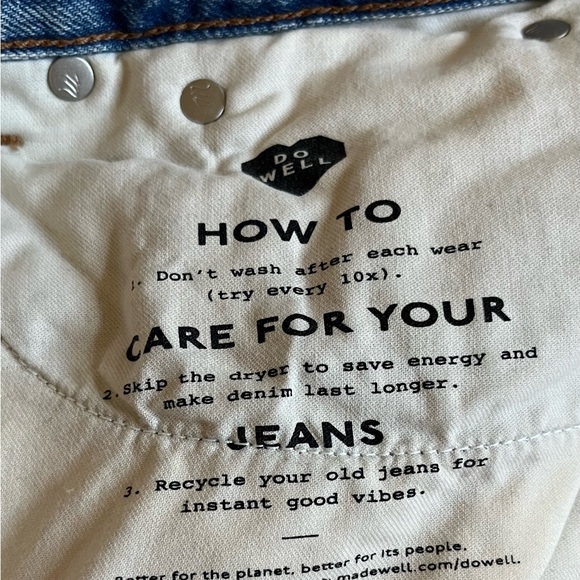 DO
WELL
HOW TO
1. Don't wash after each wear
(try every 10x).
CARE FOR YOUR
2.Skip the dryer to save energy and
make denim last longer.
JEANS
3. Recycle your old jeans for
instant good vibes.
Better for the planet, better for its people.
madewell.com/dowell.